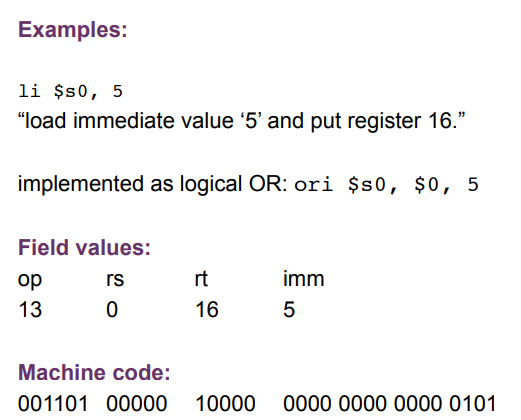 Examples:
li $s0, 5
“load immediate value ‘5’ and put register 16.”
implemented as logical OR: ori $s0, $0, 5
Field values:
op rs rt imm
13 0 16 5
Machine code:
001101 00000 10000 0000 0000 0000 0101